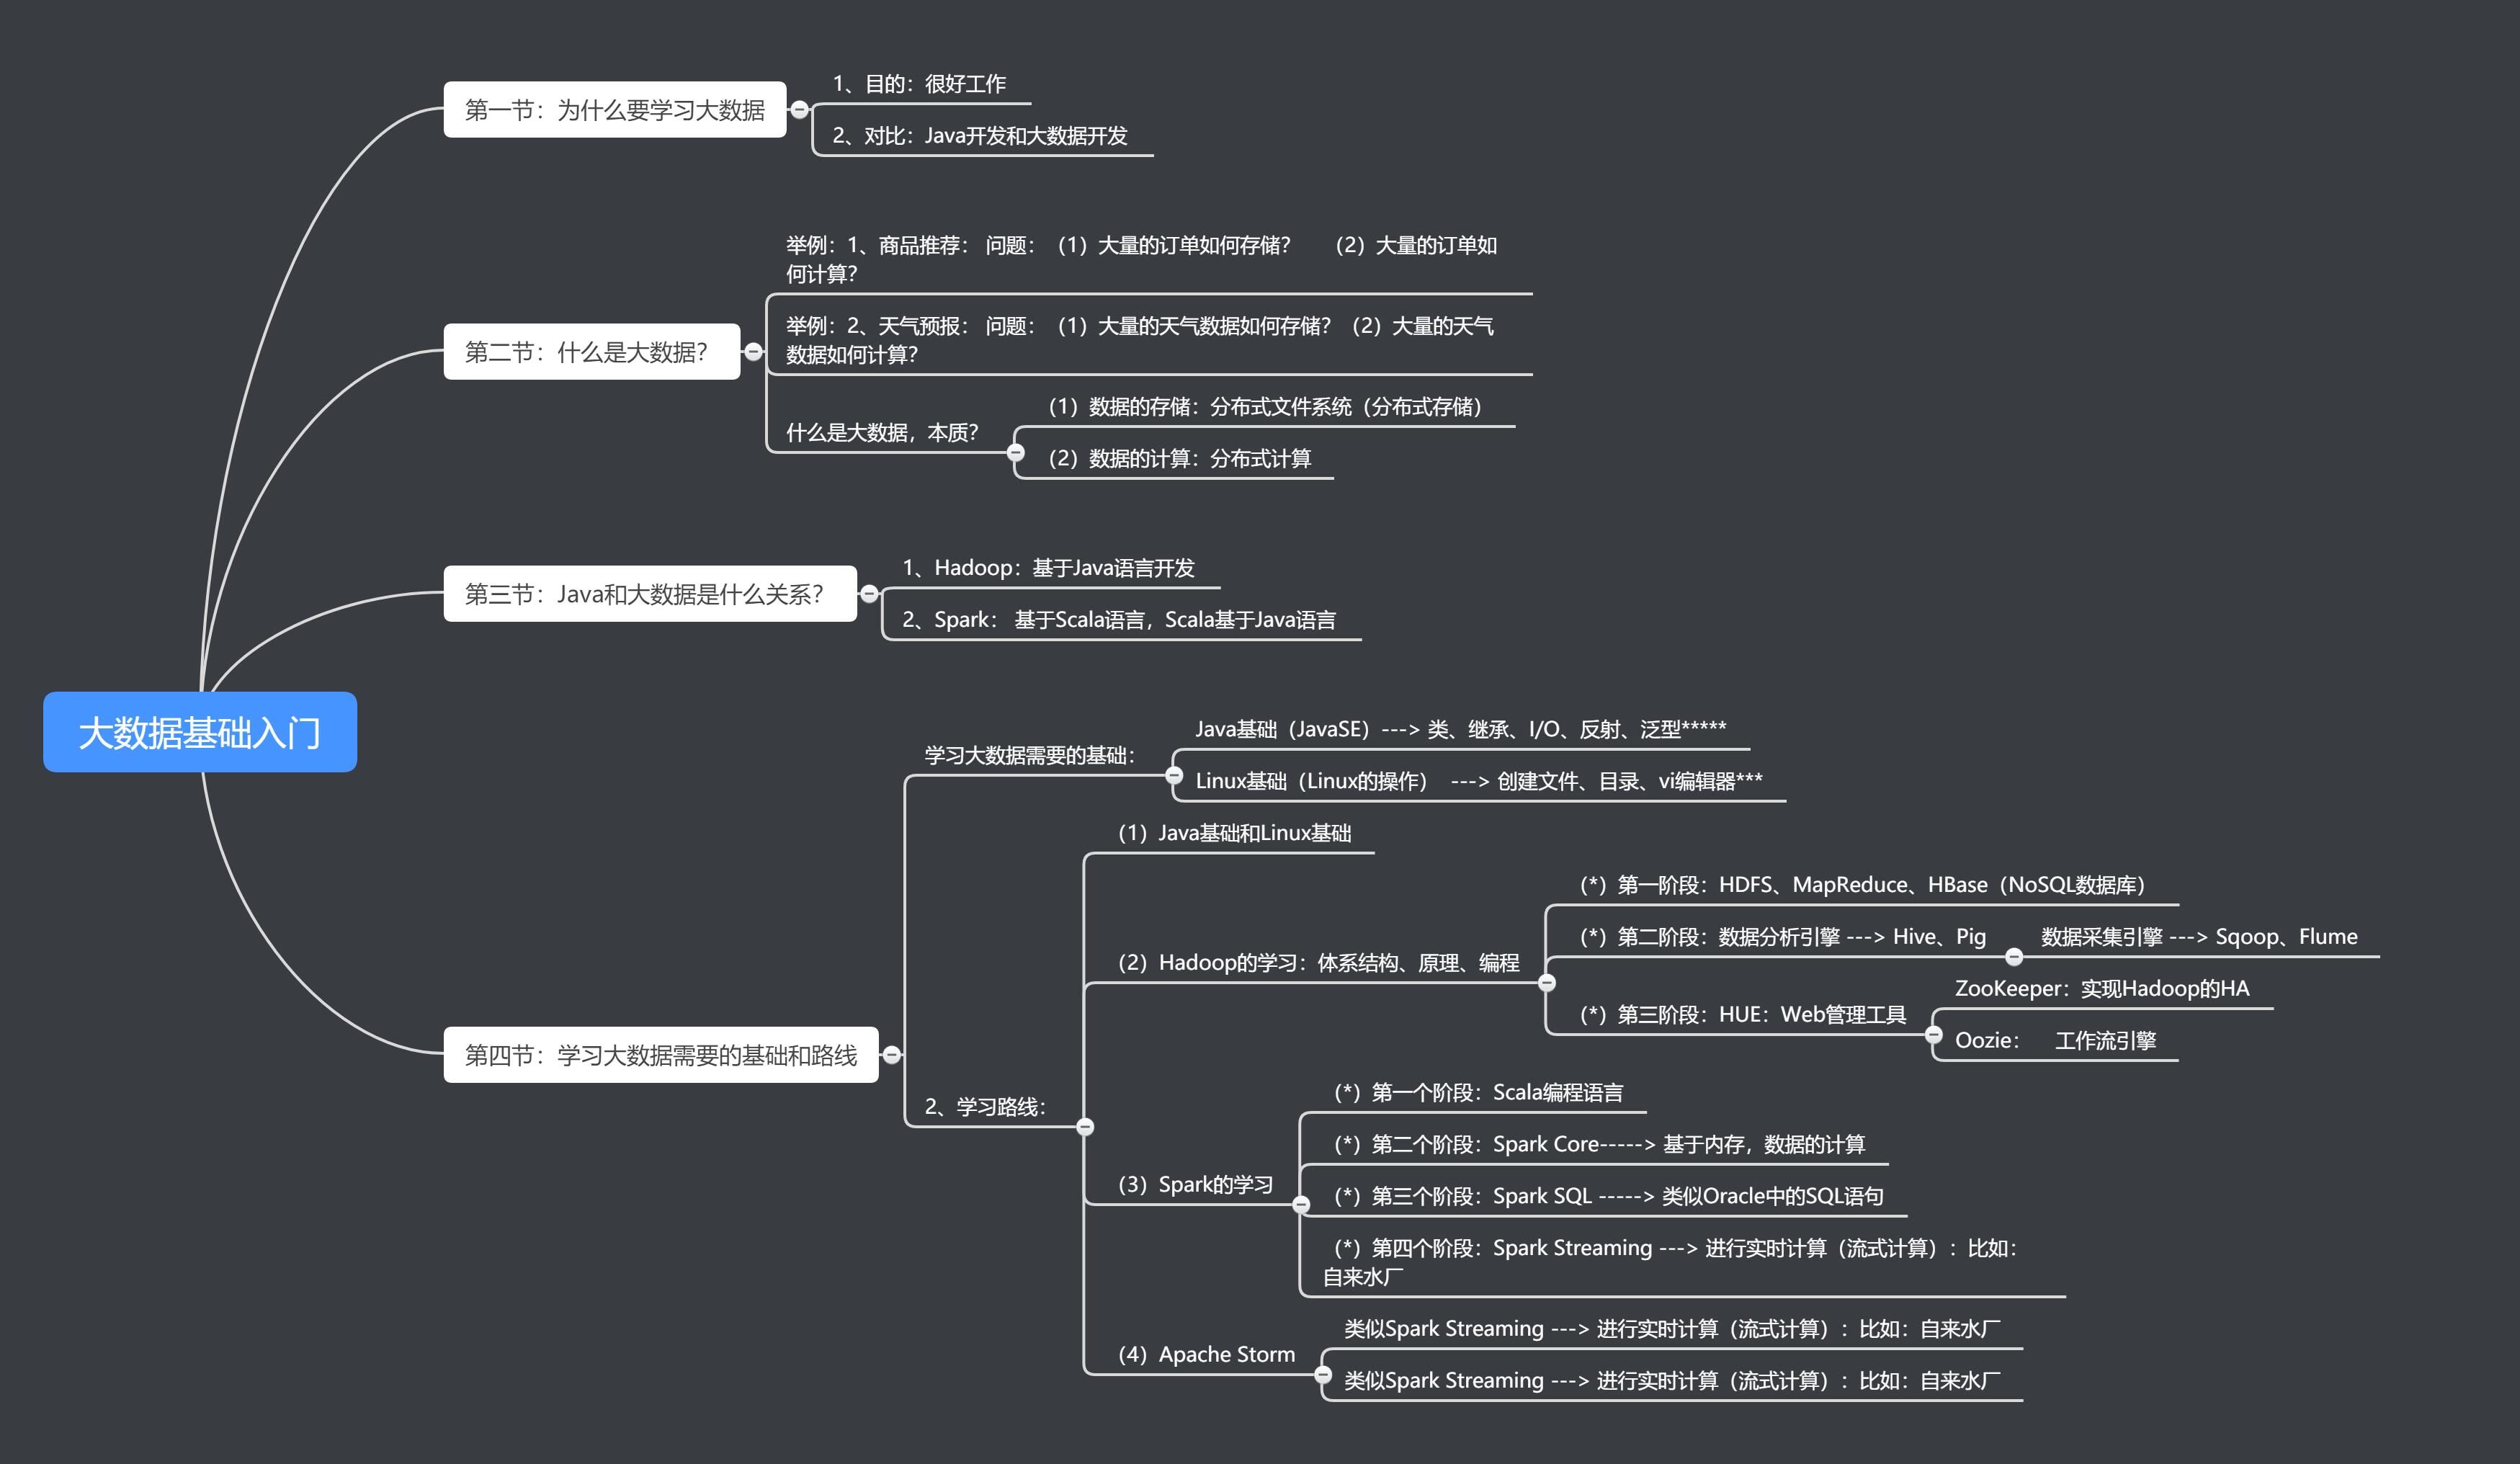 大数据基础入门
第一节：为什么要学习大数据
1、目的：很好工作
2、对比：Java开发和大数据开发
第二节：什么是大数据？
举例：1、商品推荐： 问题：（1）大量的订单如何存储？ （2）大量的订单如
何计算？
举例：2、天气预报： 问题：（1）大量的天气数据如何存储？（2）大量的天气
数据如何计算？
什么是大数据，本质？
（1）数据的存储：分布式文件系统（分布式存储）
（2）数据的计算：分布式计算
第三节：Java和大数据是什么关系？
1、Hadoop：基于Java语言开发
2、Spark： 基于Scala语言，Scala基于Java语言
第四节：学习大数据需要的基础和路线
学习大数据需要的基础：
Java基础（JavaSE）---> 类、继承、I/O、反射、泛型*****
Linux基础（Linux的操作） ---> 创建文件、目录、vi编辑器***
2、学习路线：
（1）Java基础和Linux基础
（2）Hadoop的学习：体系结构、原理、编程
（*）第一阶段：HDFS、MapReduce、HBase（NoSQL数据库）
（*）第二阶段：数据分析引擎 ---> Hive、Pig
数据采集引擎 ---> Sqoop、Flume
（*）第三阶段：HUE：Web管理工具
ZooKeeper：实现Hadoop的HA
Oozie： 工作流引擎
（3）Spark的学习
（*）第一个阶段：Scala编程语言
（*）第二个阶段：Spark Core-----> 基于内存，数据的计算
（*）第三个阶段：Spark SQL -----> 类似Oracle中的SQL语句
（*）第四个阶段：Spark Streaming ---> 进行实时计算（流式计算）：比如：
自来水厂
（4）Apache Storm
类似Spark Streaming ---> 进行实时计算（流式计算）：比如：自来水厂
类似Spark Streaming ---> 进行实时计算（流式计算）：比如：自来水厂